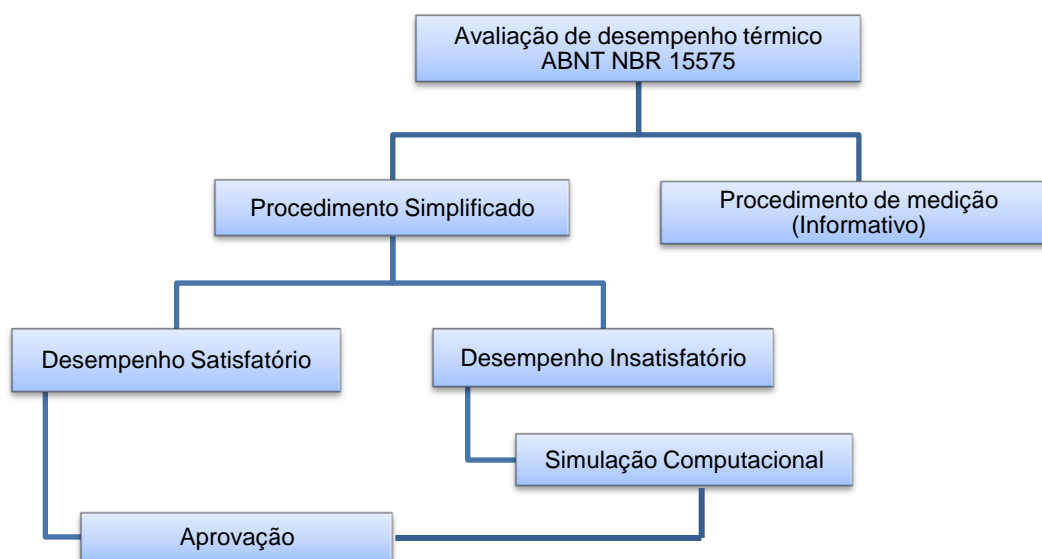 Avaliação de desempenho térmico
ABNT NBR 15575
Procedimento Simplificado
Procedimento de medição
(Informativo)
Desempenho Satisfatório
Desempenho Insatisfatório
Simulação Computacional
Aprovação